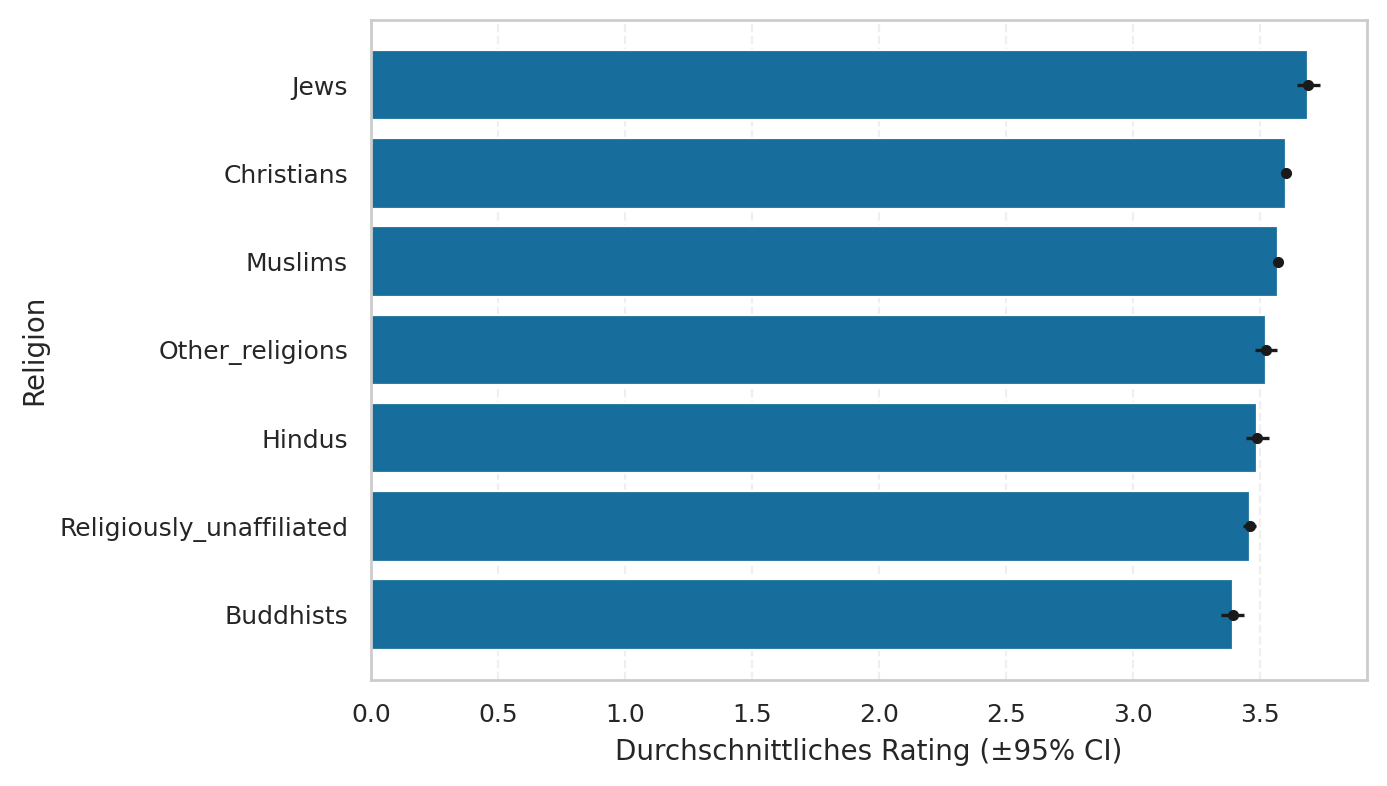 Jews
Christians
Muslims
Other_religions
Hindus
Religiously_unaffiliated
Buddhists
Religion
0.0 0.5 1.0 1.5 2.0 2.5 3.0 3.5
Durchschnittliches Rating (±95% CI)